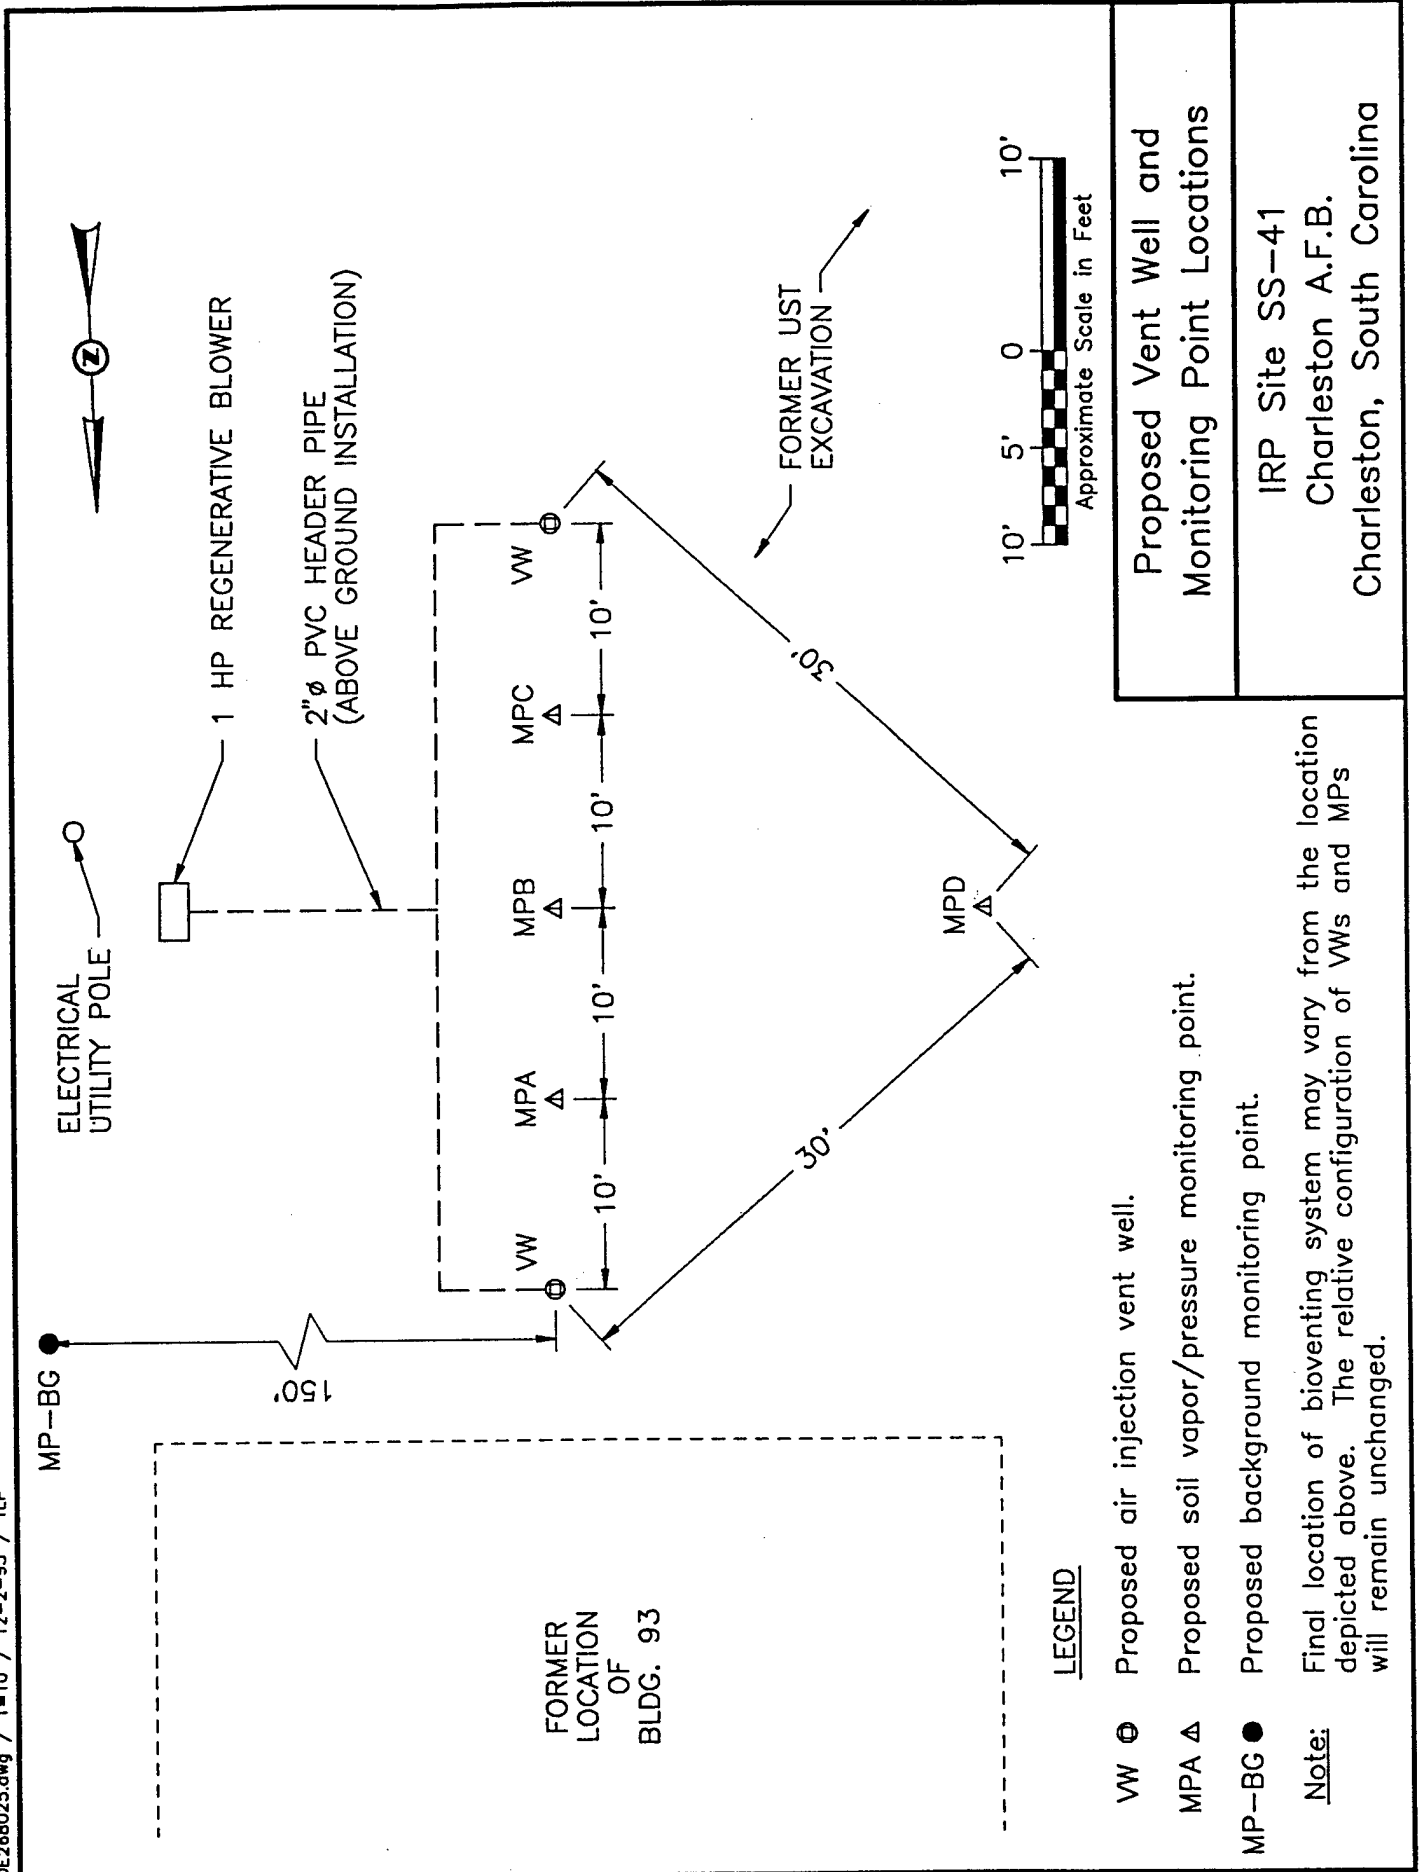 MP-BG
150'
ELECTRICAL
UTILITY POLE
N
1 HP REGENERATIVE BLOWER
2"ø PVC HEADER PIPE
(ABOVE GROUND INSTALLATION)
VW
MPA
MPB
MPC
VW
10'
10'
10'
10'
30'
30'
MPD
FORMER UST
EXCAVATION
FORMER
LOCATION
OF
BLDG. 93
10'
5'
0
10'
Approximate Scale in Feet
LEGEND
VW Proposed air injection vent well.
MPA Proposed soil vapor/pressure monitoring point.
MP-BG Proposed background monitoring point.
Note: Final location of bioventing system may vary from the location
depicted above. The relative configuration of VWs and MPs
will remain unchanged.
Proposed Vent Well and
Monitoring Point Locations
IRP Site SS-41
Charleston A.F.B.
Charleston, South Carolina